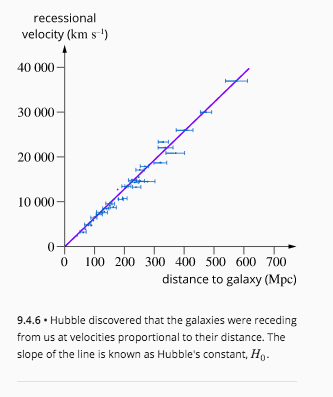 recessional
velocity (km s⁻¹)
40 000
30 000
20 000
10 000
0
0 100 200 300 400 500 600 700
distance to galaxy (Mpc)
9.4.6 • Hubble discovered that the galaxies were receding
from us at velocities proportional to their distance. The
slope of the line is known as Hubble's constant, H₀.